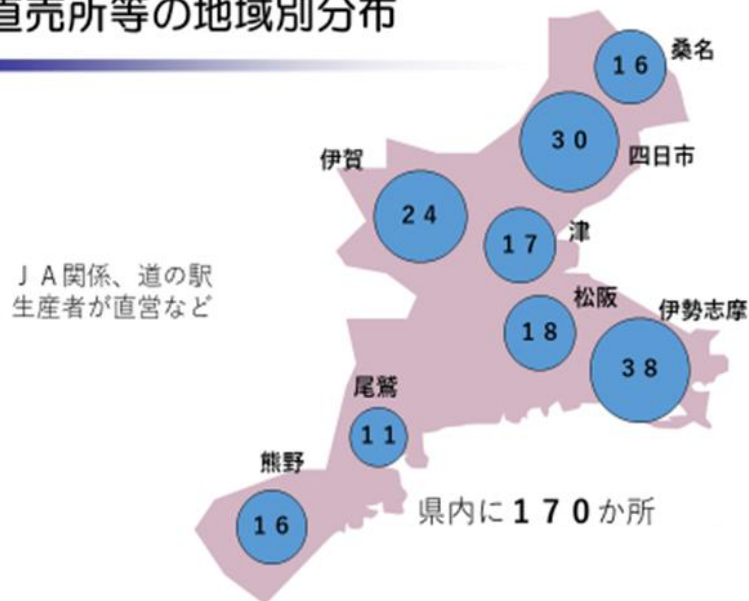 直売所等の地域別分布
桑名
16
30
四日市
伊賀
24
津
17
JA関係、道の駅
生産者が直営など
松阪
18
伊勢志摩
38
尾鷲
11
熊野
16
県内に170か所